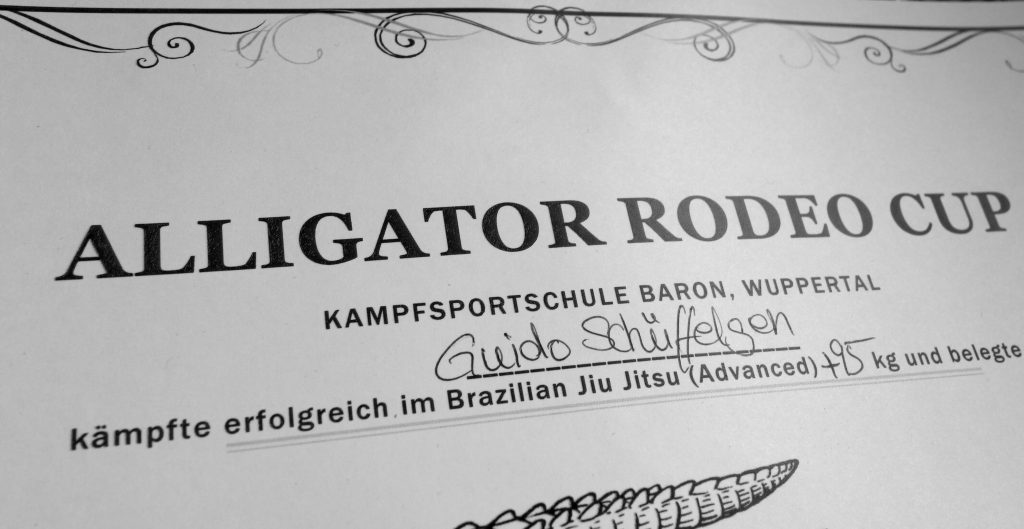 ALLIGATOR RODEO CUP
KAMPFSPORTSCHULE BARON, WUPPERTAL
Guido Schüffelgen
kämpfte erfolgreich im Brazilian Jiu Jitsu (Advanced) +95 kg und belegte